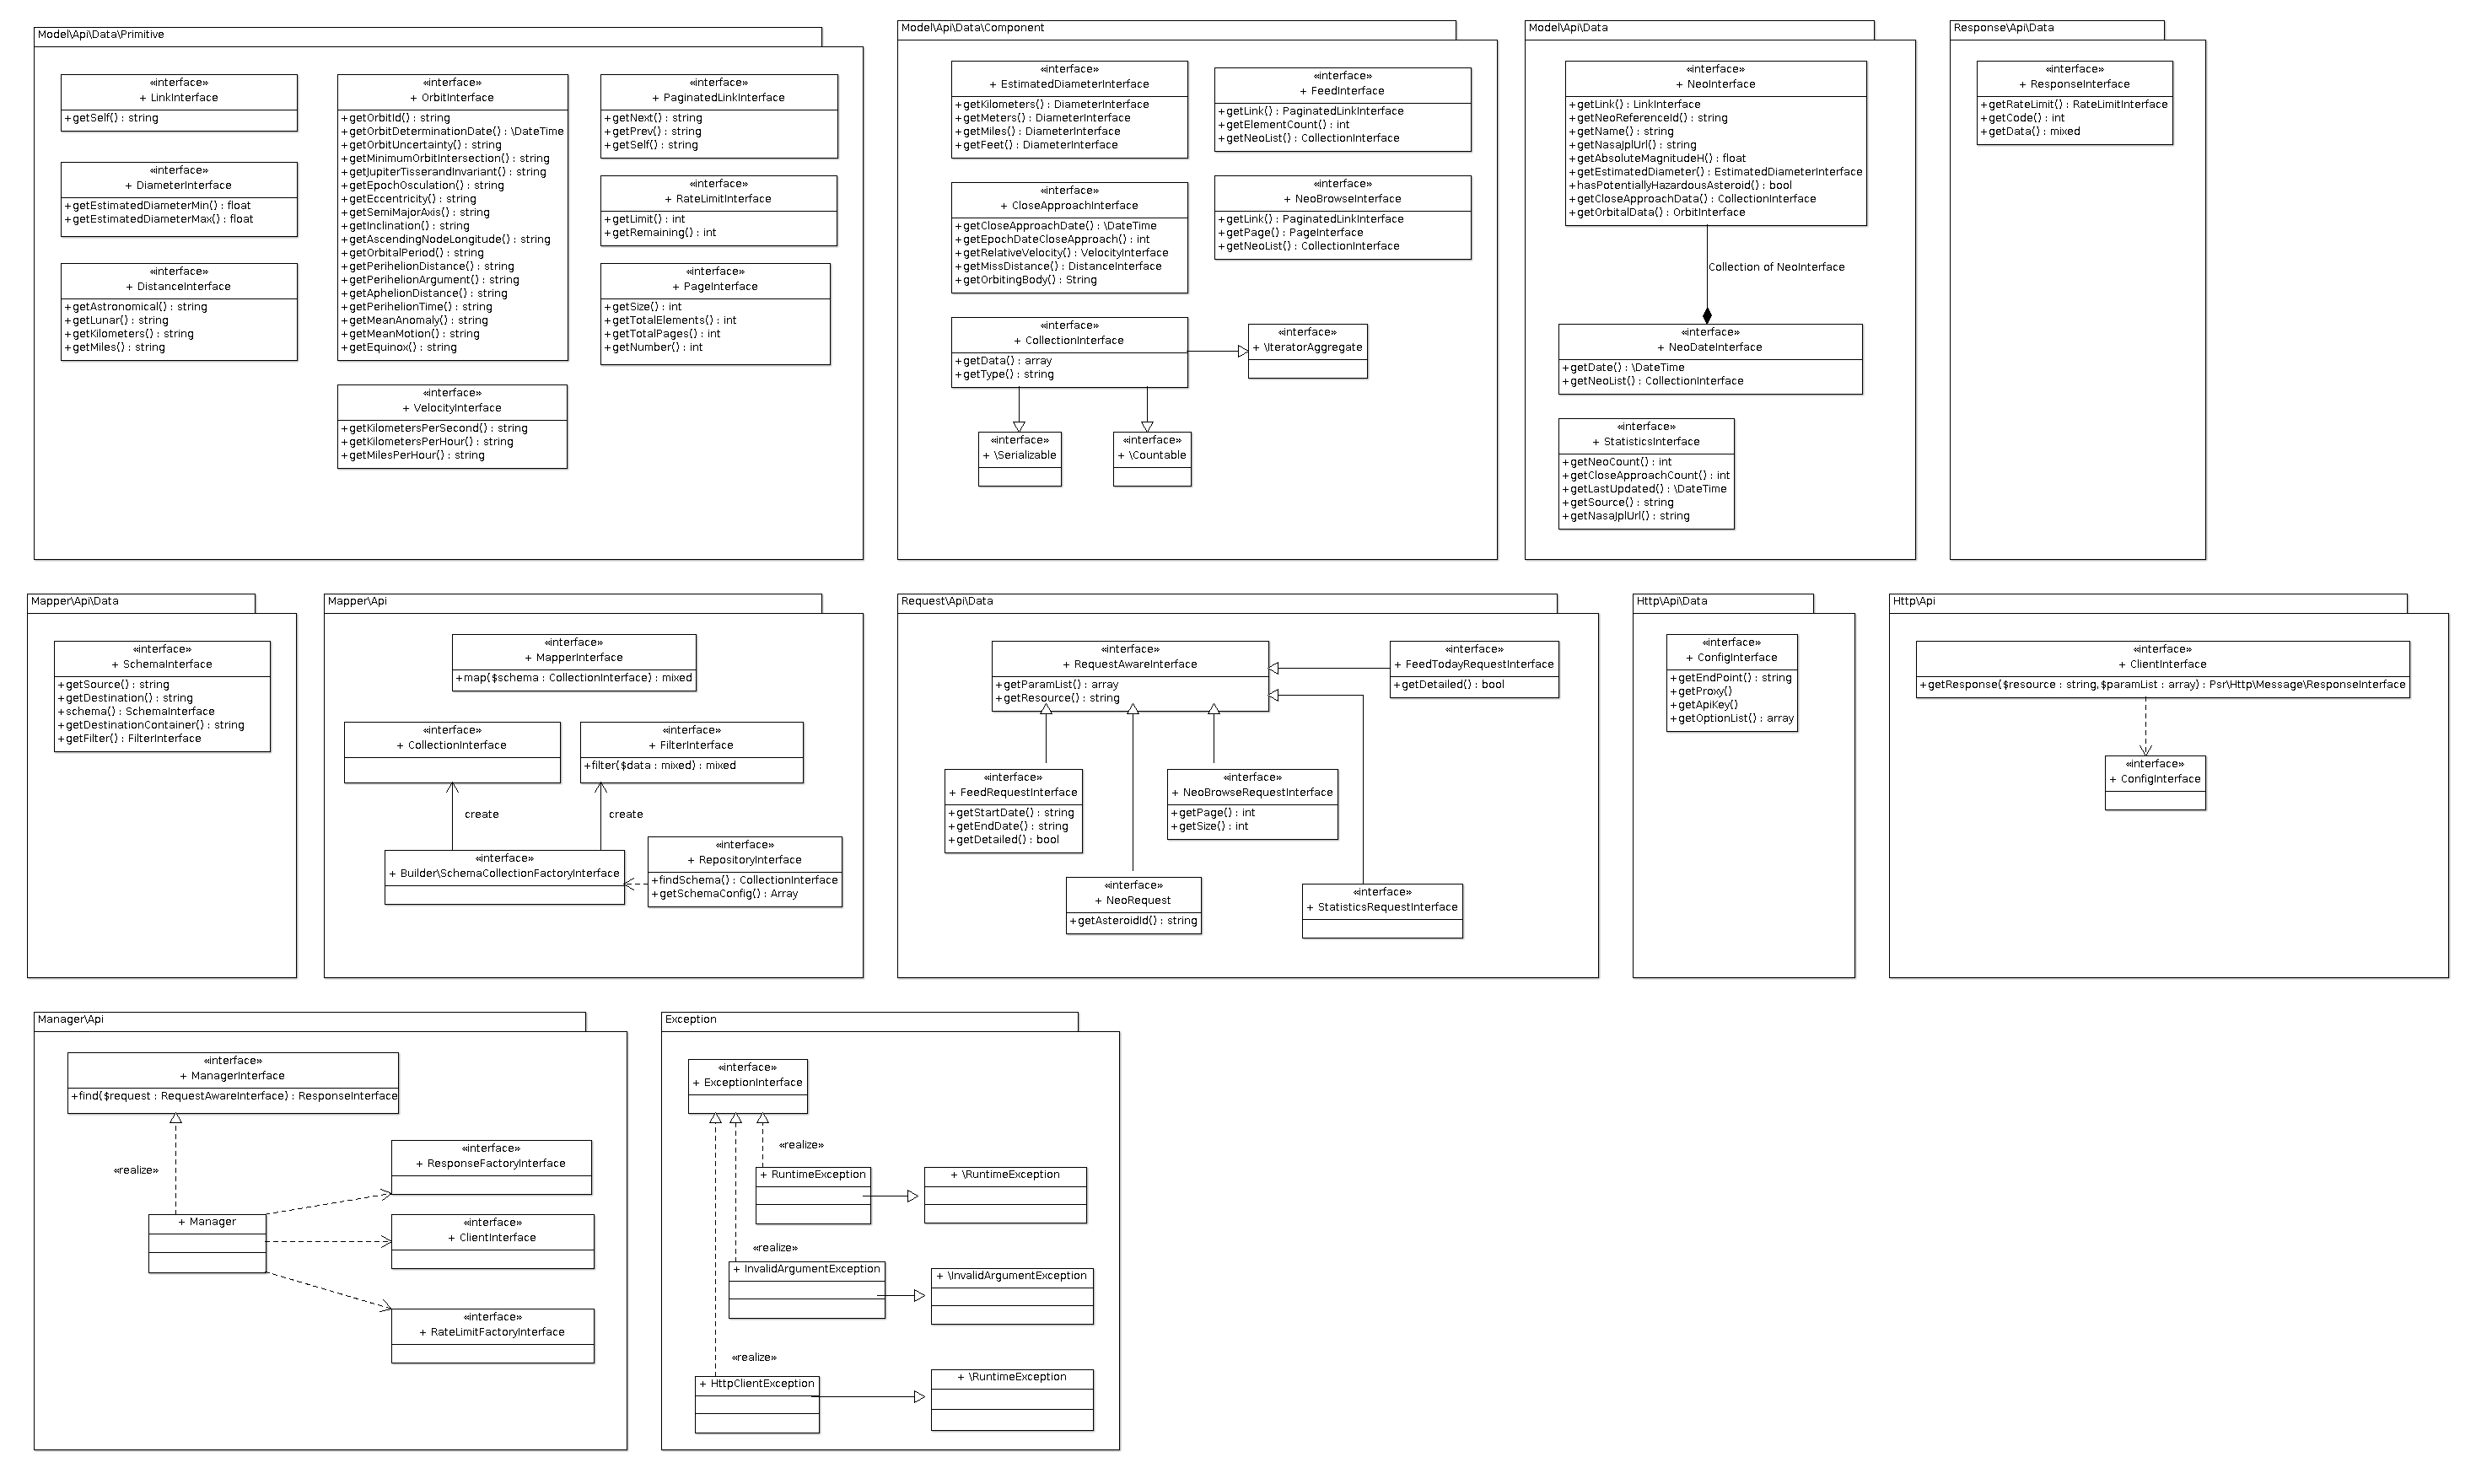 Model\Api\Data\Primitive
«interface»
+ LinkInterface
+getSelf() : string
«interface»
+ DiameterInterface
+getEstimatedDiameterMin() : float
+getEstimatedDiameterMax() : float
«interface»
+ DistanceInterface
+getAstronomical() : string
+getLunar() : string
+getKilometers() : string
+getMiles() : string
«interface»
+ OrbitInterface
+getOrbitId() : string
+getOrbitDeterminationDate() : \DateTime
+getOrbitUncertainty() : string
+getMinimumOrbitIntersection() : string
+getJupiterTisserandInvariant() : string
+getEpochOsculation() : string
+getEccentricity() : string
+getSemiMajorAxis() : string
+getInclination() : string
+getAscendingNodeLongitude() : string
+getOrbitalPeriod() : string
+getPerihelionDistance() : string
+getPerihelionArgument() : string
+getAphelionDistance() : string
+getPerihelionTime() : string
+getMeanAnomaly() : string
+getMeanMotion() : string
+getEquinox() : string
«interface»
+ VelocityInterface
+getKilometersPerSecond() : string
+getKilometersPerHour() : string
+getMilesPerHour() : string
«interface»
+ PaginatedLinkInterface
+getNext() : string
+getPrev() : string
+getSelf() : string
«interface»
+ RateLimitInterface
+getLimit() : int
+getRemaining() : int
«interface»
+ PageInterface
+getSize() : int
+getTotalElements() : int
+getTotalPages() : int
+getNumber() : int
Model\Api\Data\Component
«interface»
+ EstimatedDiameterInterface
+getKilometers() : DiameterInterface
+getMeters() : DiameterInterface
+getMiles() : DiameterInterface
+getFeet() : DiameterInterface
«interface»
+ FeedInterface
+getLink() : PaginatedLinkInterface
+getElementCount() : int
+getNeoList() : CollectionInterface
«interface»
+ CloseApproachInterface
+getCloseApproachDate() : \DateTime
+getEpochDateCloseApproach() : int
+getRelativeVelocity() : VelocityInterface
+getMissDistance() : DistanceInterface
+getOrbitingBody() : String
«interface»
+ NeoBrowseInterface
+getLink() : PaginatedLinkInterface
+getPage() : PageInterface
+getNeoList() : CollectionInterface
«interface»
+ CollectionInterface
+getData() : array
+getType() : string
«interface»
+ \IteratorAggregate
«interface»
+ \Serializable
«interface»
+ \Countable
Model\Api\Data
«interface»
+ NeoInterface
+getLink() : LinkInterface
+getNeoReferenceId() : string
+getName() : string
+getNasaJplUrl() : string
+getAbsoluteMagnitudeH() : float
+getEstimatedDiameter() : EstimatedDiameterInterface
+hasPotentiallyHazardousAsteroid() : bool
+getCloseApproachData() : CollectionInterface
+getOrbitalData() : OrbitInterface
Collection of NeoInterface
«interface»
+ NeoDateInterface
+getDate() : \DateTime
+getNeoList() : CollectionInterface
«interface»
+ StatisticsInterface
+getNeoCount() : int
+getCloseApproachCount() : int
+getLastUpdated() : \DateTime
+getSource() : string
+getNasaJplUrl() : string
Response\Api\Data
«interface»
+ ResponseInterface
+getRateLimit() : RateLimitInterface
+getCode() : int
+getData() : mixed
Mapper\Api\Data
«interface»
+ SchemaInterface
+getSource() : string
+getDestination() : string
+schema() : SchemaInterface
+getDestinationContainer() : string
+getFilter() : FilterInterface
Mapper\Api
«interface»
+ MapperInterface
+map($schema : CollectionInterface) : mixed
«interface»
+ CollectionInterface
«interface»
+ FilterInterface
+filter($data : mixed) : mixed
create
create
«interface»
+ Builder\SchemaCollectionFactoryInterface
«interface»
+ RepositoryInterface
+findSchema() : CollectionInterface
+getSchemaConfig() : Array
Request\Api\Data
«interface»
+ RequestAwareInterface
+getParamList() : array
+getResource() : string
«interface»
+ FeedTodayRequestInterface
+getDetailed() : bool
«interface»
+ FeedRequestInterface
+getStartDate() : string
+getEndDate() : string
+getDetailed() : bool
«interface»
+ NeoBrowseRequestInterface
+getPage() : int
+getSize() : int
«interface»
+ NeoRequest
+getAsteroidId() : string
«interface»
+ StatisticsRequestInterface
Http\Api\Data
«interface»
+ ConfigInterface
+getEndPoint() : string
+getProxy()
+getApiKey()
+getOptionList() : array
Http\Api
«interface»
+ ClientInterface
+getResponse($resource : string,$paramList : array) : Psr\Http\Message\ResponseInterface
«interface»
+ ConfigInterface
Manager\Api
«interface»
+ ManagerInterface
+find($request : RequestAwareInterface) : ResponseInterface
«realize»
+ Manager
«interface»
+ ResponseFactoryInterface
«interface»
+ ClientInterface
«interface»
+ RateLimitFactoryInterface
Exception
«interface»
+ ExceptionInterface
«realize»
+ RuntimeException
+ \RuntimeException
«realize»
+ InvalidArgumentException
+ \InvalidArgumentException
«realize»
+ HttpClientException
+ \RuntimeException